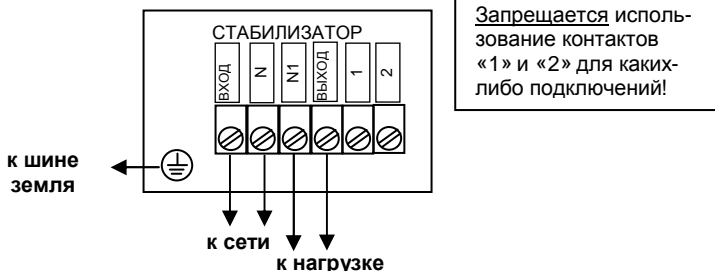 СТАБИЛИЗАТОР
ВХОД
N
N1
ВЫХОД
1
2
к шине
земля
к сети
к нагрузке
Запрещается исполь-
зование контактов
«1» и «2» для каких-
либо подключений!